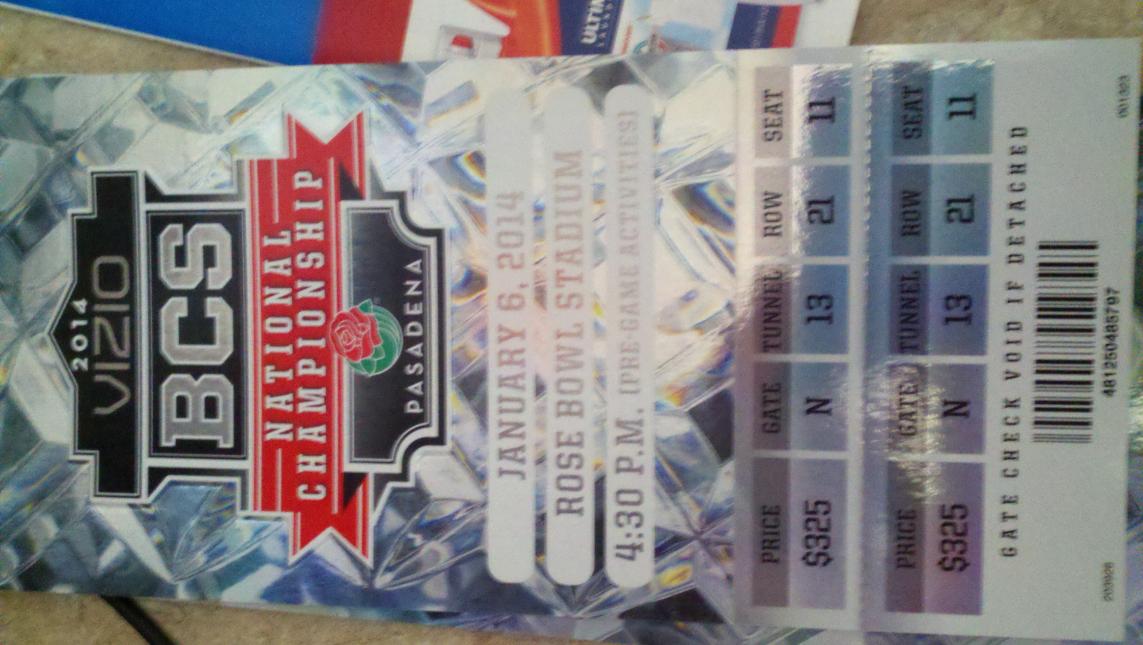 ULTIM
2014
VIZIO
BCS
NATIONAL
CHAMPIONSHIP
PASADENA
JANUARY 6, 2014
ROSE BOWL STADIUM
4:30 P.M. (PRE-GAME ACTIVITIES)
PRICE GATE TUNNEL ROW SEAT
$325 N 13 21 11
PRICE GATE TUNNEL ROW SEAT
$325 N 13 21 11
GATE CHECK VOID IF DETACHED
481250486797